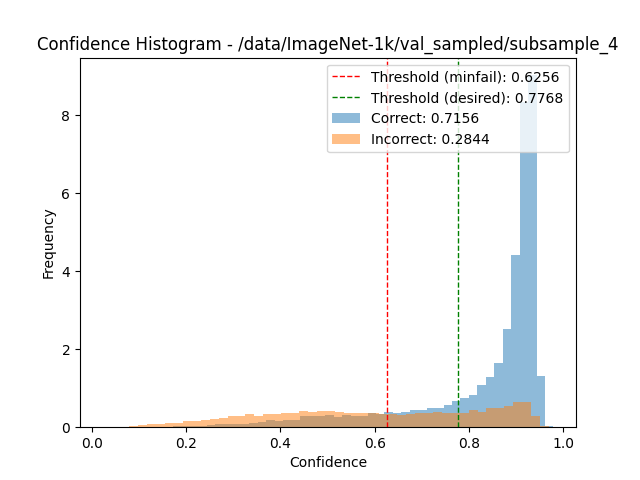 Confidence Histogram - /data/ImageNet-1k/val_sampled/subsample_4
Threshold (minfail): 0.6256
Threshold (desired): 0.7768
Correct: 0.7156
Incorrect: 0.2844
8
6
4
2
0
Frequency
0.0 0.2 0.4 0.6 0.8 1.0
Confidence